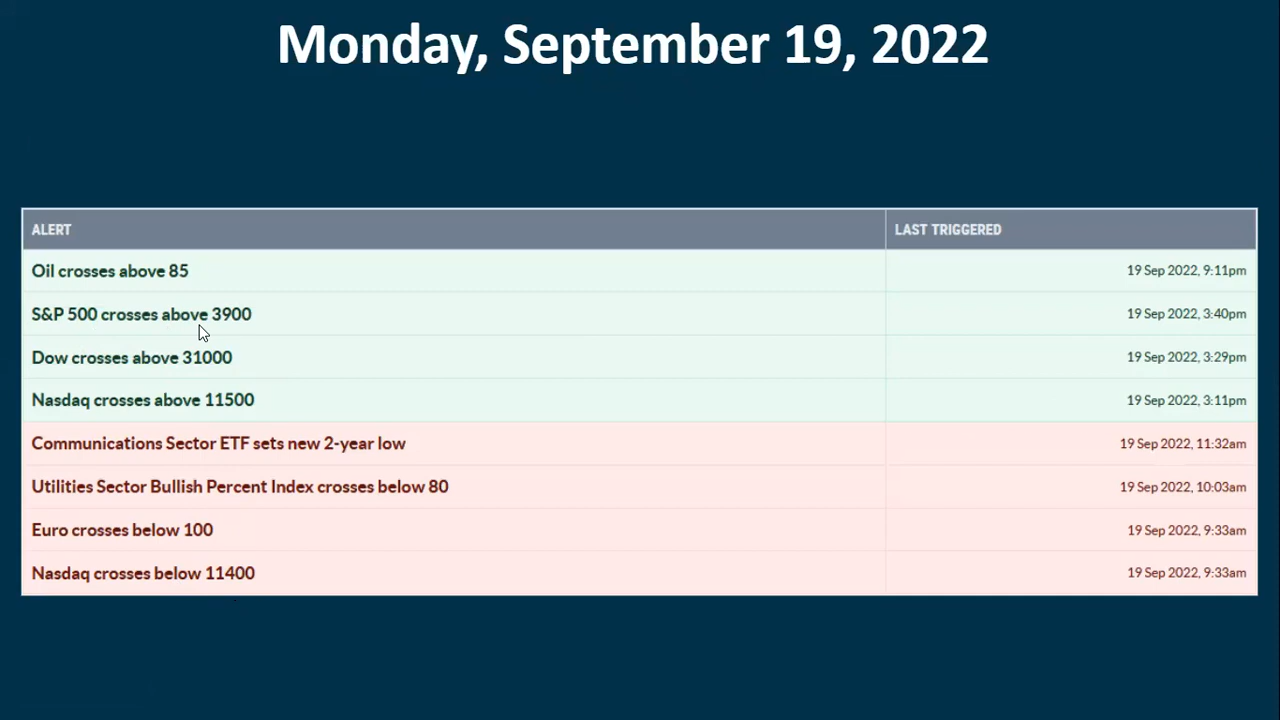 Monday, September 19, 2022
ALERT LAST TRIGGERED
Oil crosses above 85 19 Sep 2022, 9:11pm
S&P 500 crosses above 3900 19 Sep 2022, 3:40pm
Dow crosses above 31000 19 Sep 2022, 3:29pm
Nasdaq crosses above 11500 19 Sep 2022, 3:11pm
Communications Sector ETF sets new 2-year low 19 Sep 2022, 11:32am
Utilities Sector Bullish Percent Index crosses below 80 19 Sep 2022, 10:03am
Euro crosses below 100 19 Sep 2022, 9:33am
Nasdaq crosses below 11400 19 Sep 2022, 9:33am